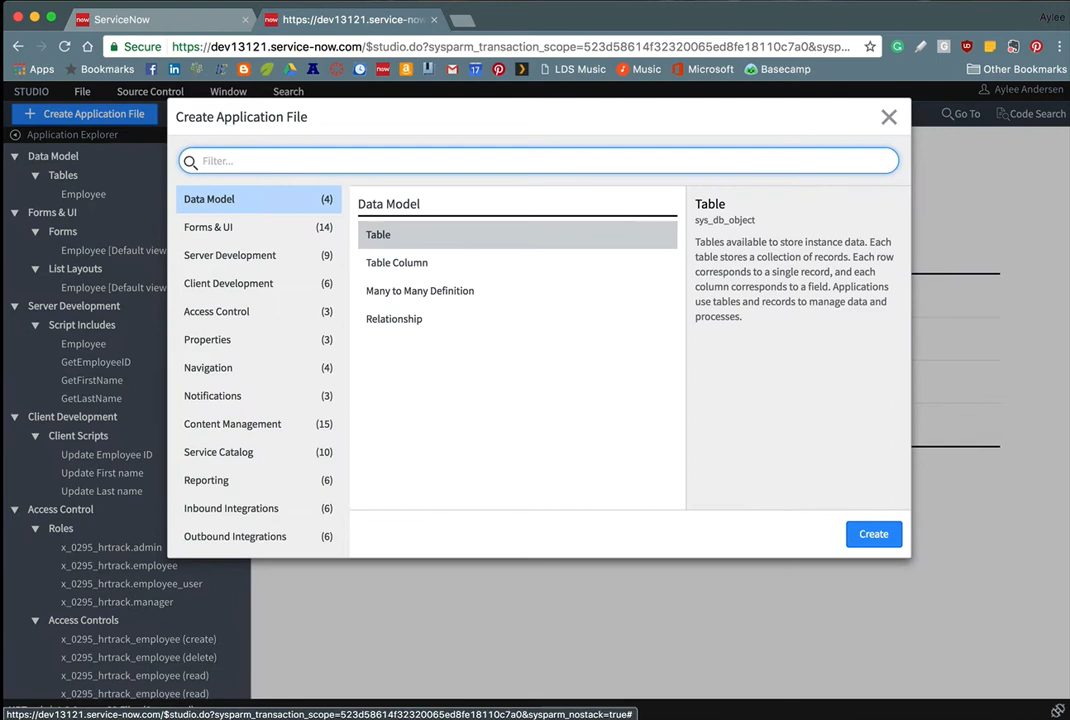 ServiceNow
https://dev13121.service-now
Aylee
Secure
https://dev13121.service-now.com/$studio.do?sysparm_transaction_scope=523d58614f32320065ed8fe18110c7a0&sysp...
Apps
Bookmarks
LDS Music
Music
Microsoft
Basecamp
Other Bookmarks
STUDIO
File
Source Control
Window
Search
Aylee Andersen
Create Application File
Go To
Code Search
Application Explorer
Data Model
Tables
Employee
Forms & UI
Forms
Employee [Default view
List Layouts
Employee [Default view
Server Development
Script Includes
Employee
GetEmployeeID
GetFirstName
GetLastName
Client Development
Client Scripts
Update Employee ID
Update First name
Update Last name
Access Control
Roles
x_0295_hrtrack.admin
x_0295_hrtrack.employee
x_0295_hrtrack.employee_user
x_0295_hrtrack.manager
Access Controls
x_0295_hrtrack_employee (create)
x_0295_hrtrack_employee (delete)
x_0295_hrtrack_employee (read)
x_0295_hrtrack_employee (read)
Create Application File
Filter...
Data Model (4)
Forms & UI (14)
Server Development (9)
Client Development (6)
Access Control (3)
Properties (3)
Navigation (4)
Notifications (3)
Content Management (15)
Service Catalog (10)
Reporting (6)
Inbound Integrations (6)
Outbound Integrations (6)
Data Model
Table
Table Column
Many to Many Definition
Relationship
Table
sys_db_object
Tables available to store instance data. Each
table stores a collection of records. Each row
corresponds to a single record, and each
column corresponds to a field. Applications
use tables and records to manage data and
processes.
Create
https://dev13121.service-now.com/$studio.do?sysparm_transaction_scope=523d58614f32320065ed8fe18110c7a0&sysparm_nostack=true#